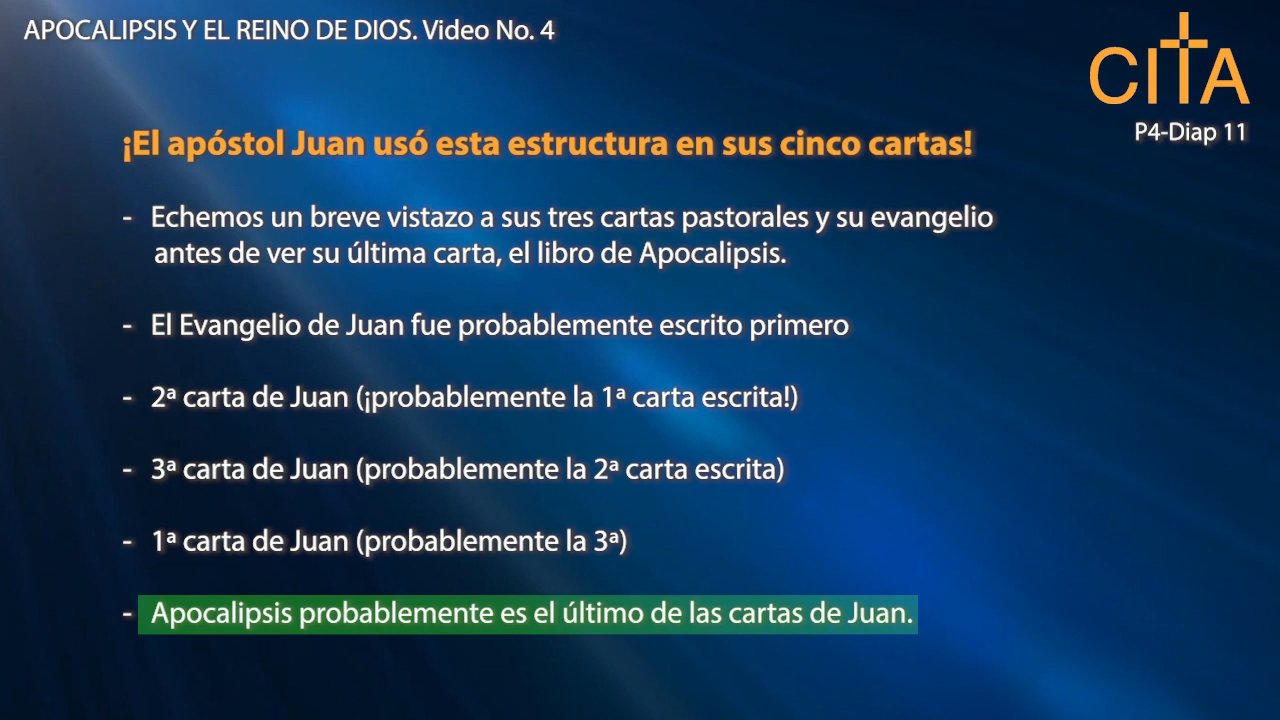 APOCALIPSIS Y EL REINO DE DIOS. Video No. 4
CITA
P4-Diap 11
¡El apóstol Juan usó esta estructura en sus cinco cartas!
- Echemos un breve vistazo a sus tres cartas pastorales y su evangelio
antes de ver su última carta, el libro de Apocalipsis.
- El Evangelio de Juan fue probablemente escrito primero
- 2ª carta de Juan (¡probablemente la 1ª carta escrita!)
- 3ª carta de Juan (probablemente la 2ª carta escrita)
- 1ª carta de Juan (probablemente la 3ª)
- Apocalipsis probablemente es el último de las cartas de Juan.